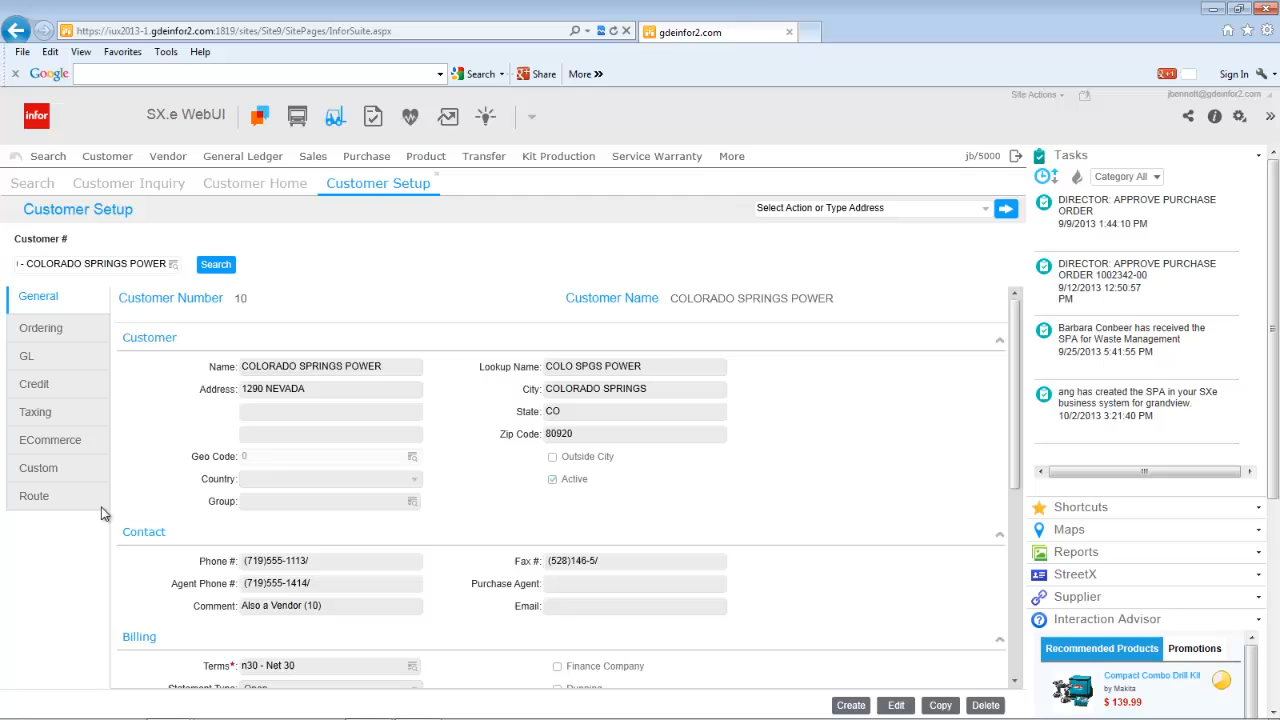 https://iux2013-1.gdeinfor2.com:1819/sites/Site9/SitePages/InforSuite.aspx
gdeinfor2.com
File Edit View Favorites Tools Help
Google Search Share More » Sign In
Site Actions jbennott@gdeinfor2.com
infor SX.e WebUI
Search Customer Vendor General Ledger Sales Purchase Product Transfer Kit Production Service Warranty More jb/5000
Search Customer Inquiry Customer Home Customer Setup
Customer Setup Select Action or Type Address
Customer #
- COLORADO SPRINGS POWER Search
General
Ordering
GL
Credit
Taxing
ECommerce
Custom
Route
Customer Number 10 Customer Name COLORADO SPRINGS POWER
Customer
Name: COLORADO SPRINGS POWER Lookup Name: COLO SPGS POWER
Address: 1290 NEVADA City: COLORADO SPRINGS
State: CO
Zip Code: 80920
Geo Code: 0 Outside City
Country: Active
Group:
Contact
Phone #: (719)555-1113/ Fax #: (528)146-5/
Agent Phone #: (719)555-1414/ Purchase Agent:
Comment: Also a Vendor (10) Email:
Billing
Terms*: n30 - Net 30 Finance Company
Statement Type: Open
Create Edit Copy Delete
Tasks
Category All
DIRECTOR: APPROVE PURCHASE
ORDER
9/9/2013 1:44:10 PM
DIRECTOR: APPROVE PURCHASE
ORDER 1002342-00
9/12/2013 12:50:57
PM
Barbara Conbeer has received the
SPA for Waste Management
9/25/2013 5:41:55 PM
ang has created the SPA in your SXe
business system for grandview.
10/2/2013 3:21:40 PM
Shortcuts
Maps
Reports
StreetX
Supplier
Interaction Advisor
Recommended Products Promotions
Compact Combo Drill Kit
by Makita
$ 139.99